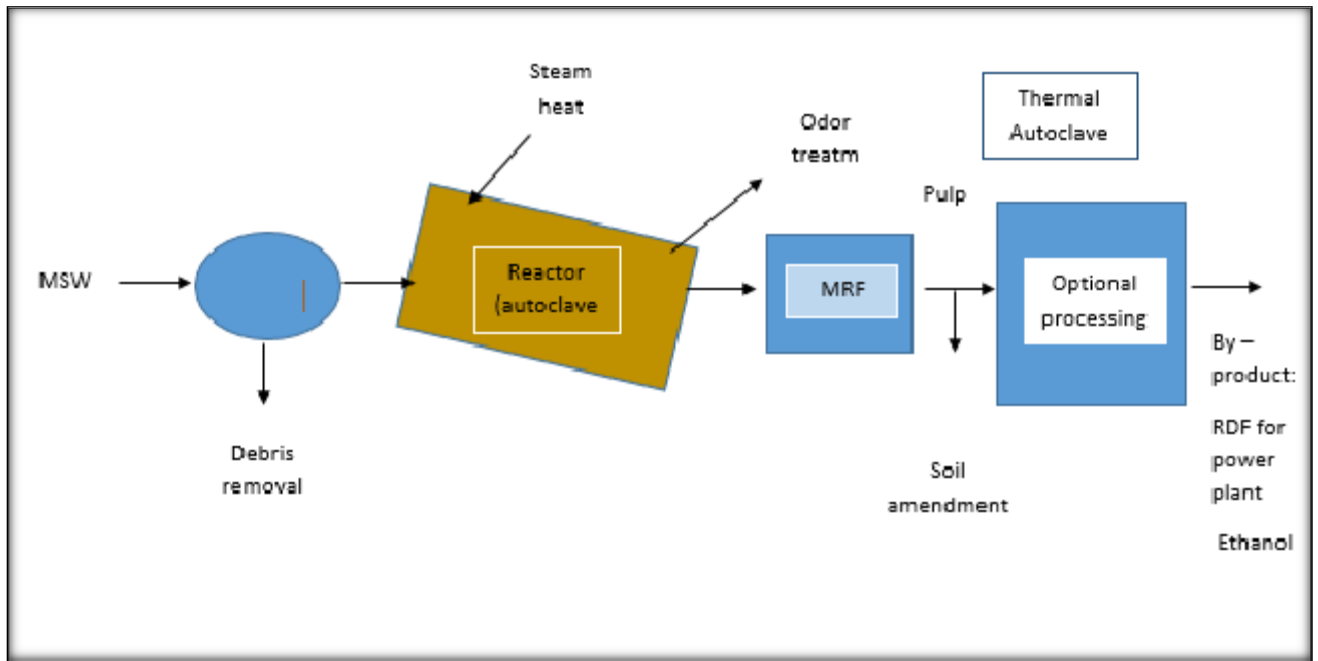 Steam
heat
Thermal
Autoclave
Odor
treatm
Pulp
MSW
Reactor
(autoclave
MRF
Optional
processing
By –
product:
Debris
removal
Soil
amendment
RDF for
power
plant
Ethanol